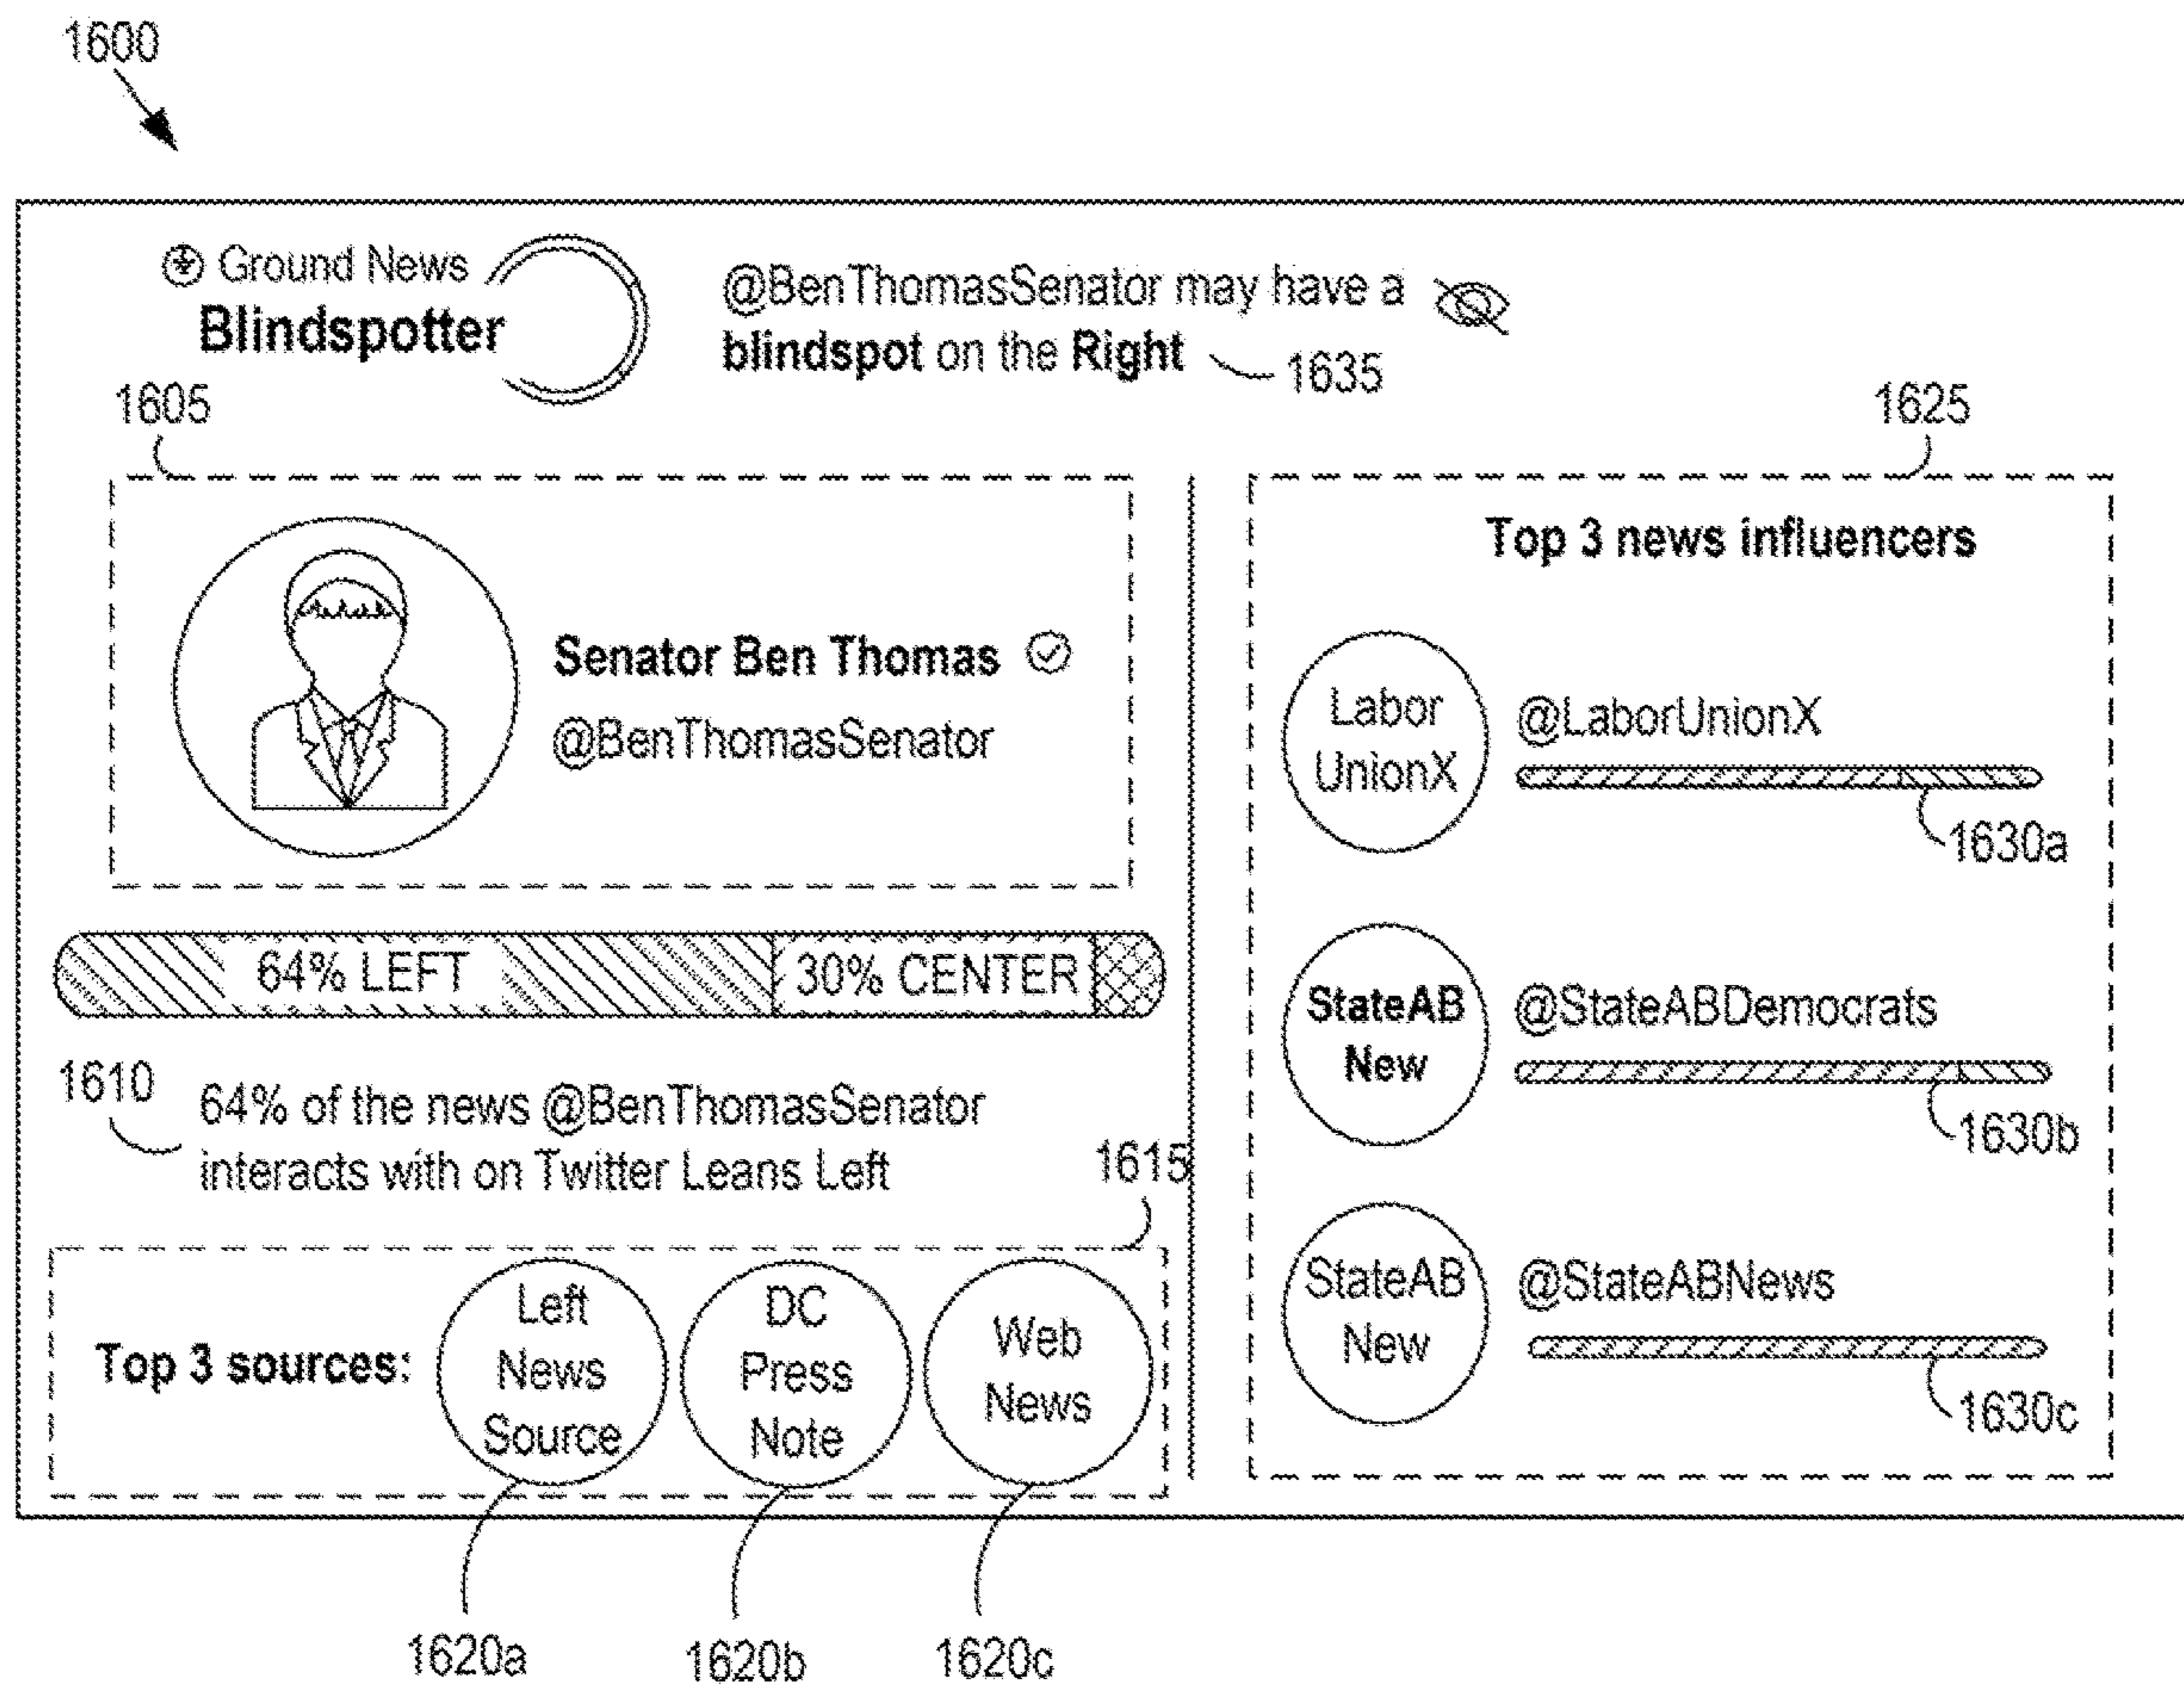 1600
Ground News
Blindspotter
@BenThomasSenator may have a
blindspot on the Right
1635
1605
Senator Ben Thomas
@BenThomasSenator
64% LEFT
30% CENTER
1610
64% of the news @BenThomasSenator
interacts with on Twitter Leans Left
1615
Top 3 sources:
Left
News
Source
DC
Press
Note
Web
News
1620a
1620b
1620c
1625
Top 3 news influencers
Labor
UnionX
@LaborUnionX
1630a
StateAB
New
@StateABDemocrats
1630b
StateAB
New
@StateABNews
1630c